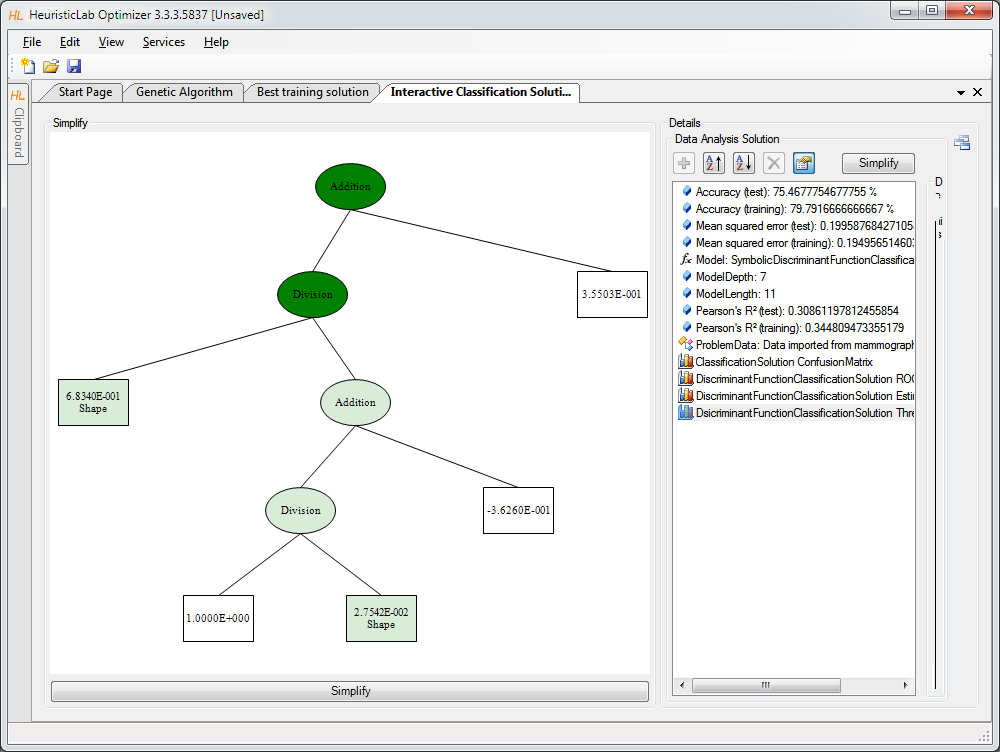 HL HeuristicLab Optimizer 3.3.3.5837 [Unsaved]
File Edit View Services Help
HL Clipboard
Start Page Genetic Algorithm Best training solution Interactive Classification Soluti...
Simplify
Addition
Division
3.5503E-001
6.8340E-001
Shape
Addition
Division
-3.6260E-001
1.0000E+000
2.7542E-002
Shape
Simplify
Details
Data Analysis Solution
Simplify
Accuracy (test): 75.4677754677755 %
Accuracy (training): 79.7916666666667 %
Mean squared error (test): 0.19958768427105
Mean squared error (training): 0.194956514603
Model: SymbolicDiscriminantFunctionClassifica
ModelDepth: 7
ModelLength: 11
Pearson's R² (test): 0.30861197812455854
Pearson's R² (training): 0.344809473355179
ProblemData: Data imported from mammograph
ClassificationSolution ConfusionMatrix
DiscriminantFunctionClassificationSolution ROC
DiscriminantFunctionClassificationSolution Esti
DsicriminantFunctionClassificationSolution Thre
D